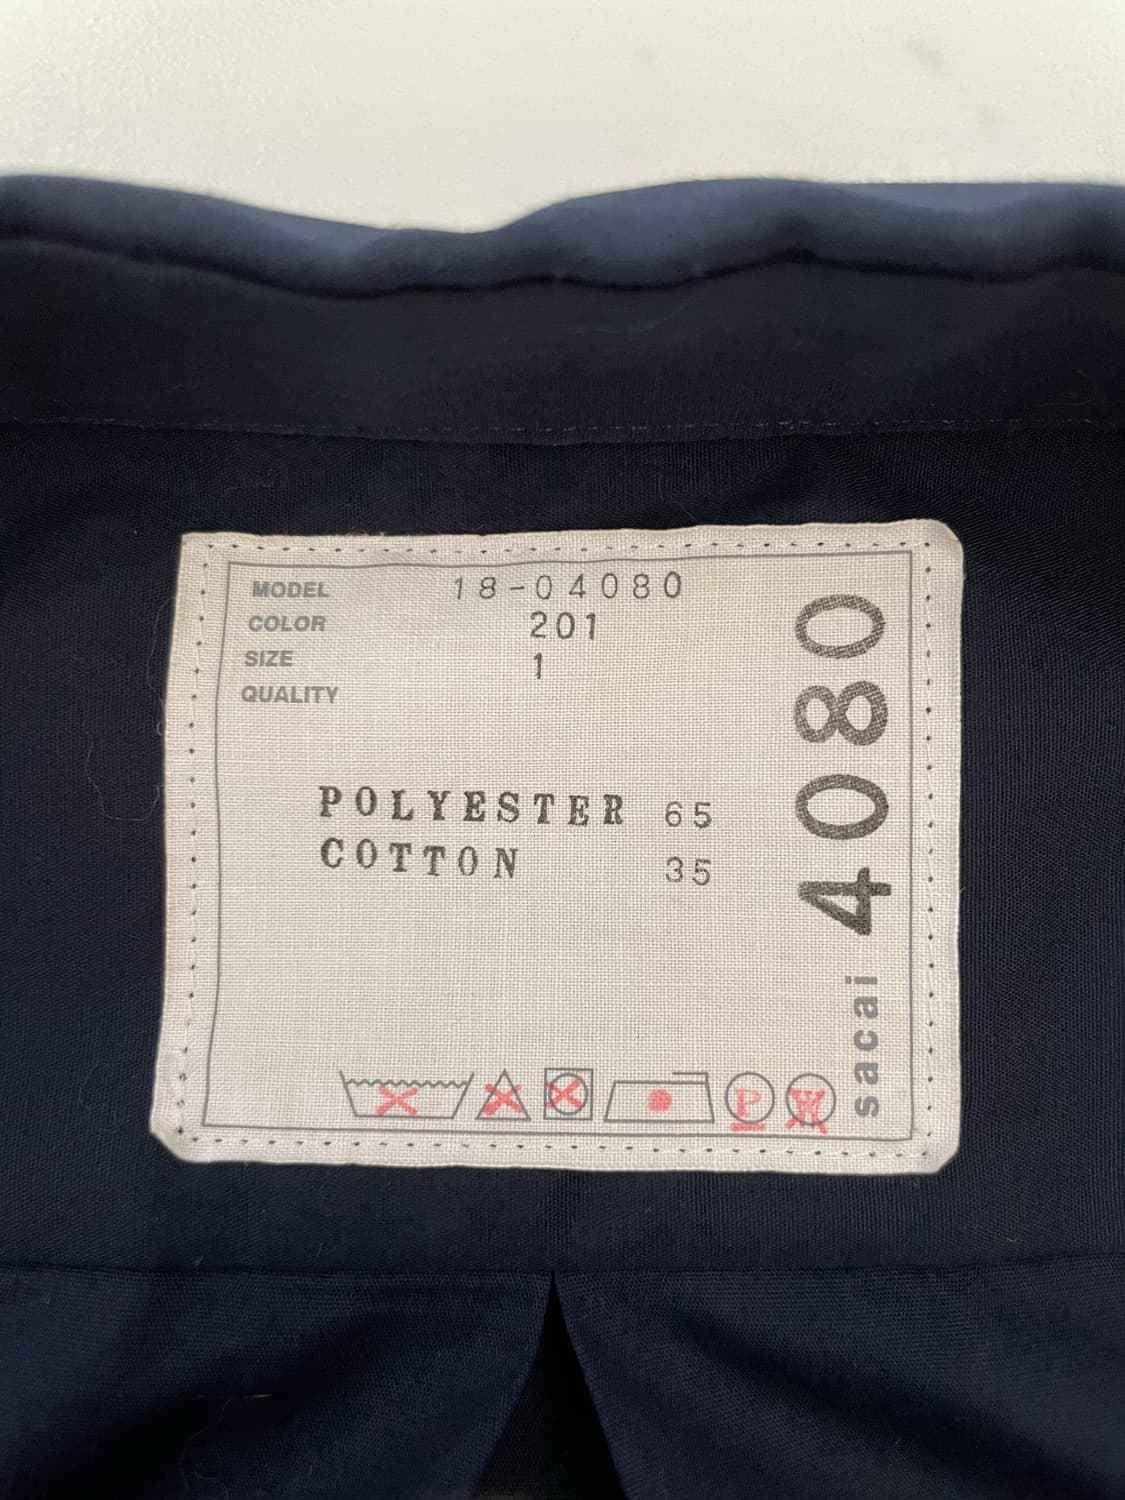 MODEL 18-04080
COLOR 201
SIZE 1
QUALITY
POLYESTER 65
COTTON 35
P W
sacai 4080